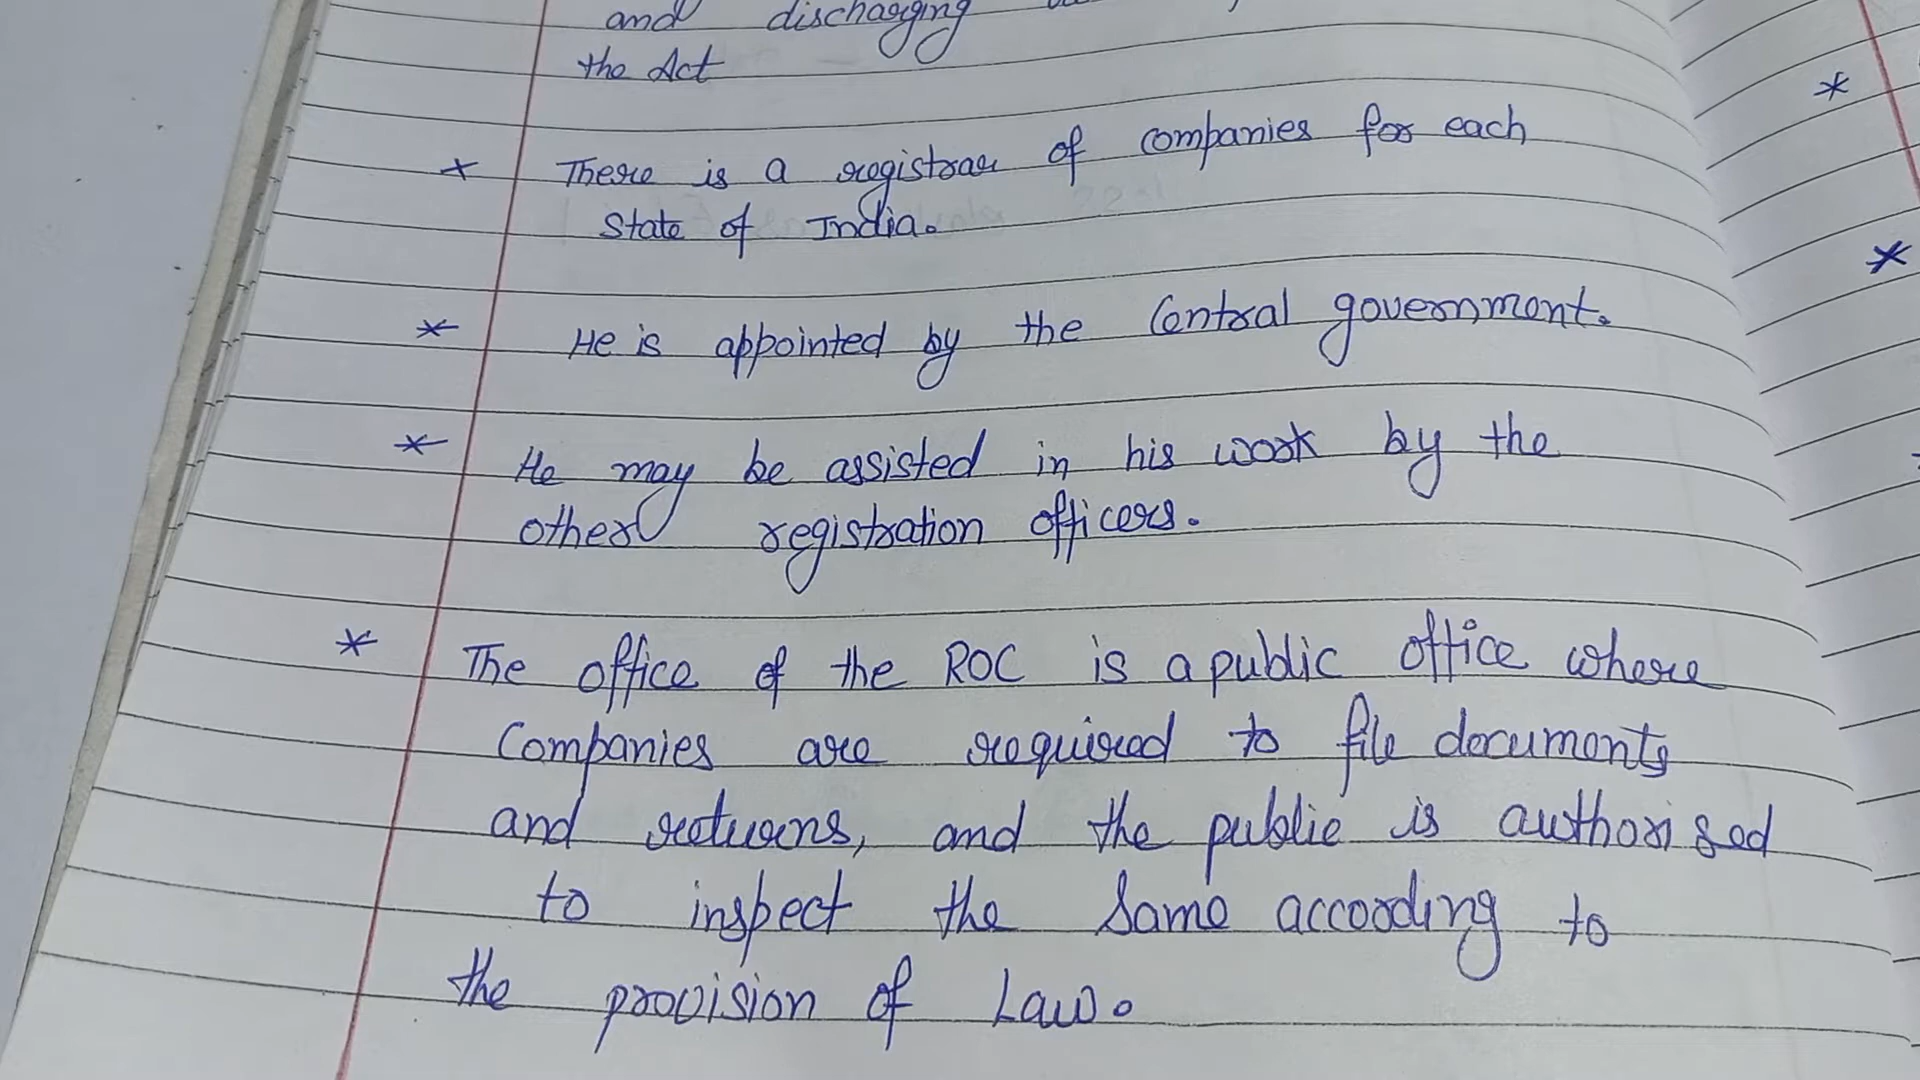 and discharging
the Act
* There is a registrar of companies for each
State of India.
* He is appointed by the Central government.
* He may be assisted in his work by the
other registration officers.
* The office of the ROC is a public office where
Companies are required to file documents
and returns, and the public is authorised
to inspect the same according to
the provision of Law.
*
*